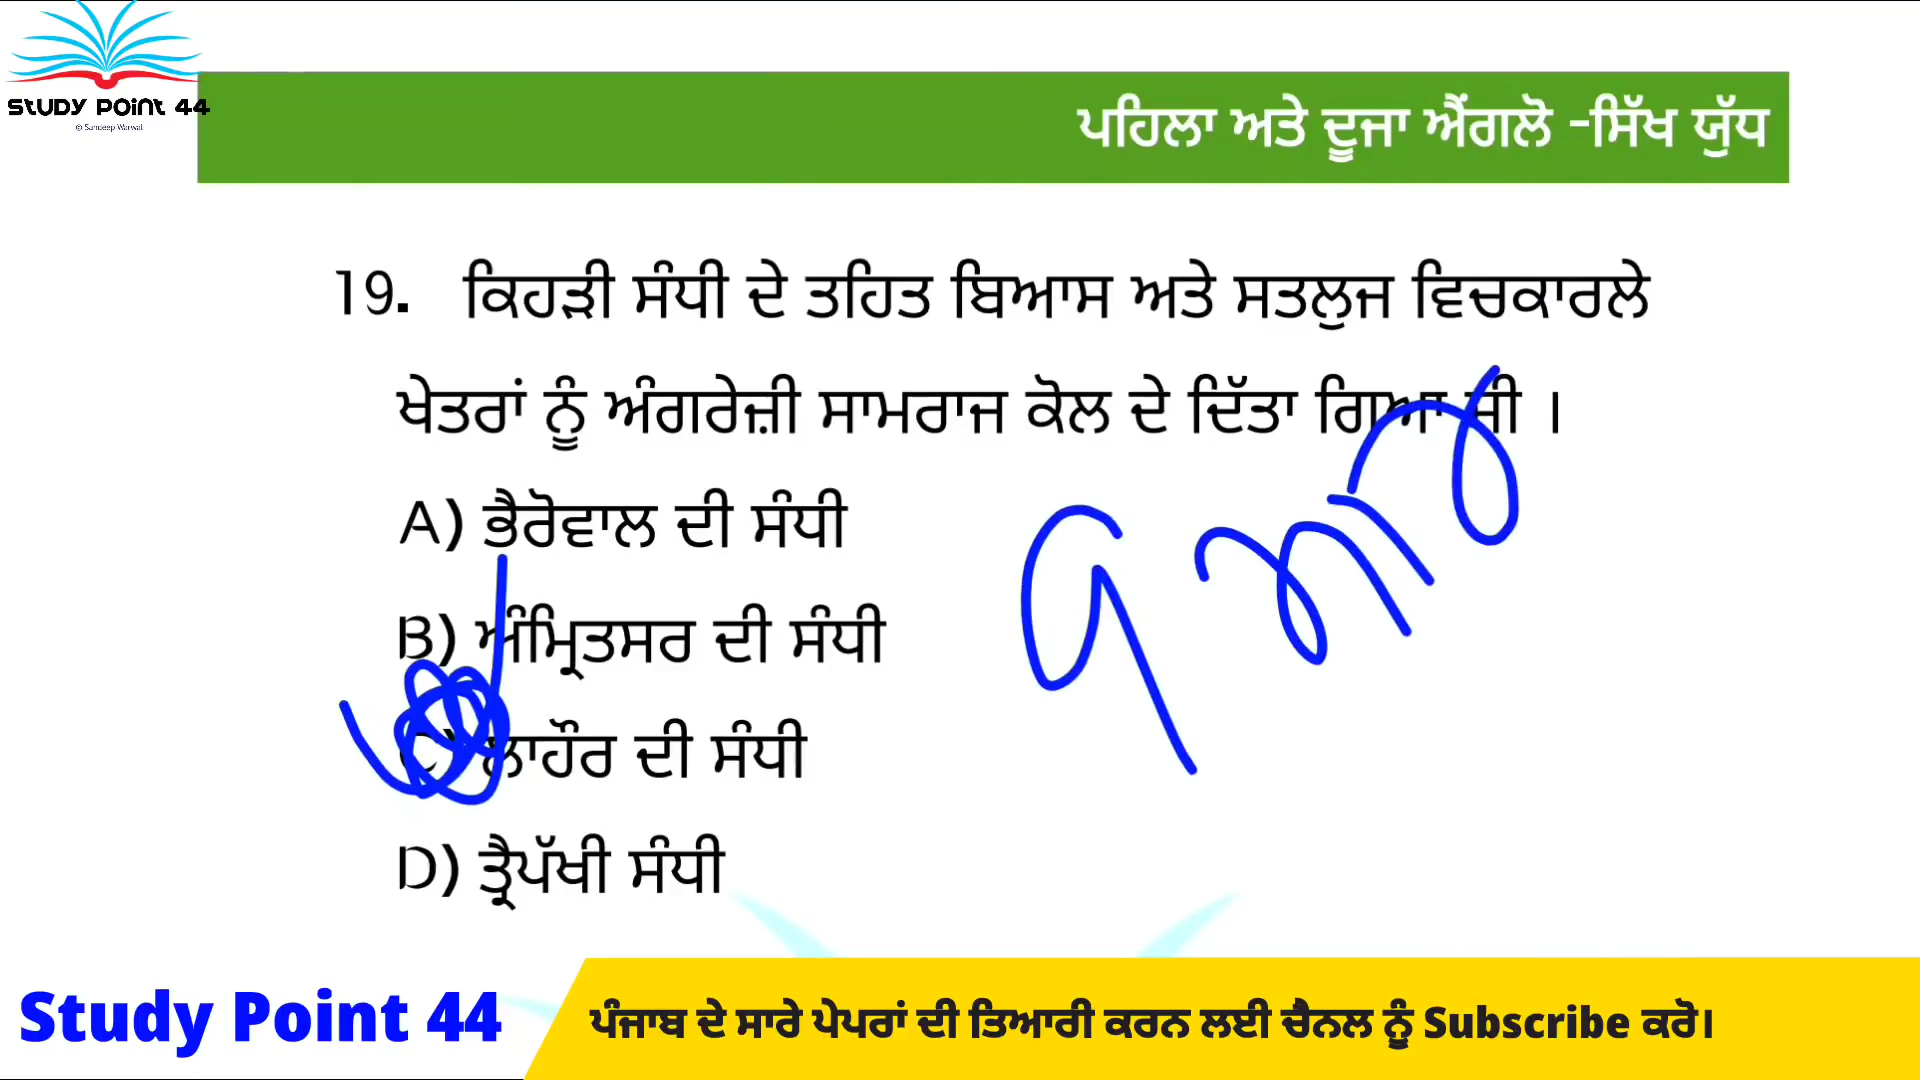 STUDY POINT 44
© Sandeep Warwal
ਪਹਿਲਾ ਅਤੇ ਦੂਜਾ ਐਂਗਲੋ -ਸਿੱਖ ਯੁੱਧ
19. ਕਿਹੜੀ ਸੰਧੀ ਦੇ ਤਹਿਤ ਬਿਆਸ ਅਤੇ ਸਤਲੁਜ ਵਿਚਕਾਰਲੇ
ਖੇਤਰਾਂ ਨੂੰ ਅੰਗਰੇਜ਼ੀ ਸਾਮਰਾਜ ਕੋਲ ਦੇ ਦਿੱਤਾ ਗਿਆ ਸੀ ।
A) ਭੈਰੋਵਾਲ ਦੀ ਸੰਧੀ
B) ਅੰਮ੍ਰਿਤਸਰ ਦੀ ਸੰਧੀ
C) ਲਾਹੌਰ ਦੀ ਸੰਧੀ
D) ਤ੍ਰੈਪੱਖੀ ਸੰਧੀ
Study Point 44
ਪੰਜਾਬ ਦੇ ਸਾਰੇ ਪੇਪਰਾਂ ਦੀ ਤਿਆਰੀ ਕਰਨ ਲਈ ਚੈਨਲ ਨੂੰ Subscribe ਕਰੋ।